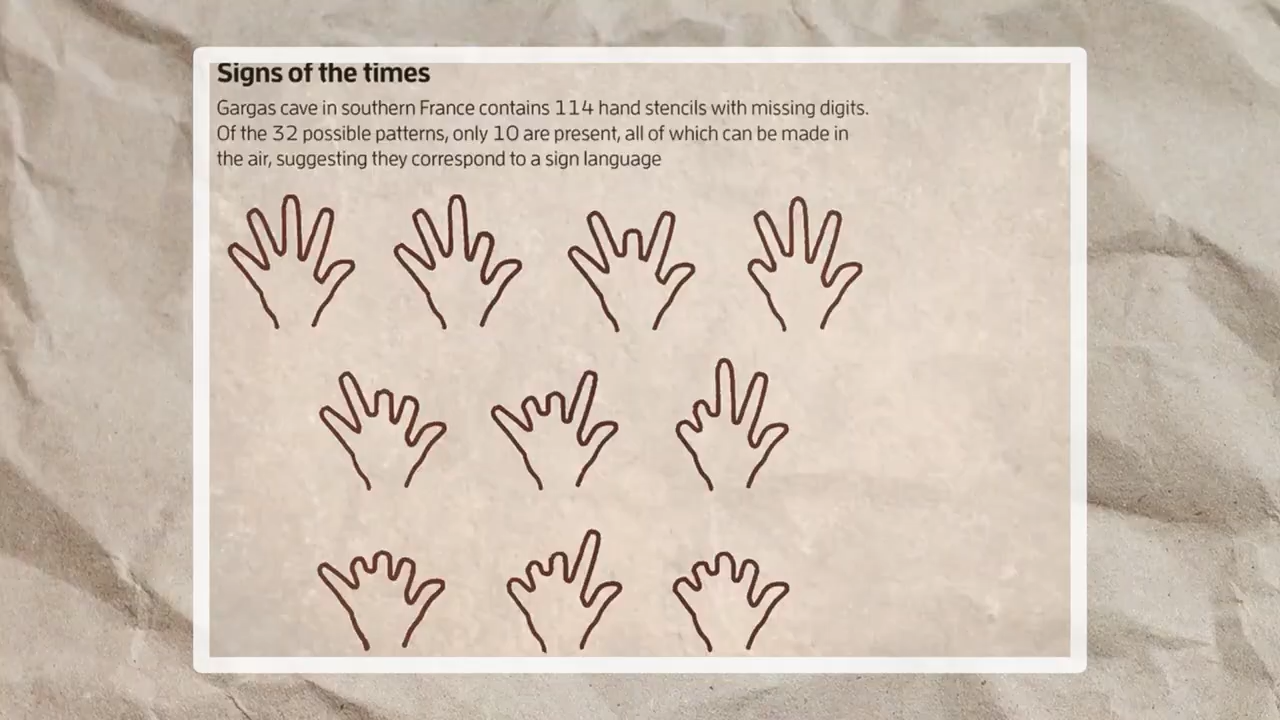 Signs of the times
Gargas cave in southern France contains 114 hand stencils with missing digits.
Of the 32 possible patterns, only 10 are present, all of which can be made in
the air, suggesting they correspond to a sign language